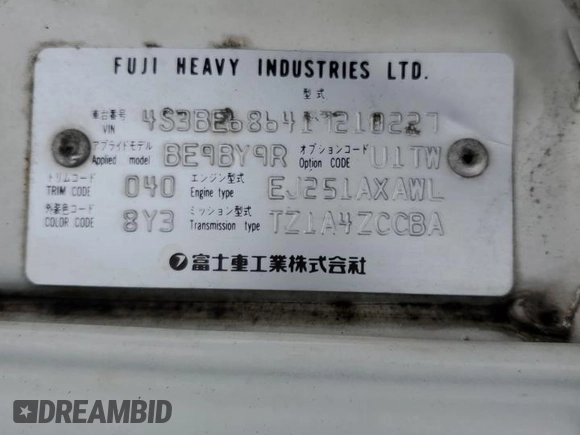 FUJI HEAVY INDUSTRIES LTD.
型式
車台番号 VIN 4S3BE686417210227
アプライドモデル Applied model BE9BY9R オプションコード Option CODE U1TW
トリムコード TRIM CODE 040 エンジン型式 Engine type EJ251AXAWL
外装色コード COLOR CODE 8Y3 ミッション型式 Transmission type TZ1A4ZCCBA
富士重工業株式会社
DREAMBID